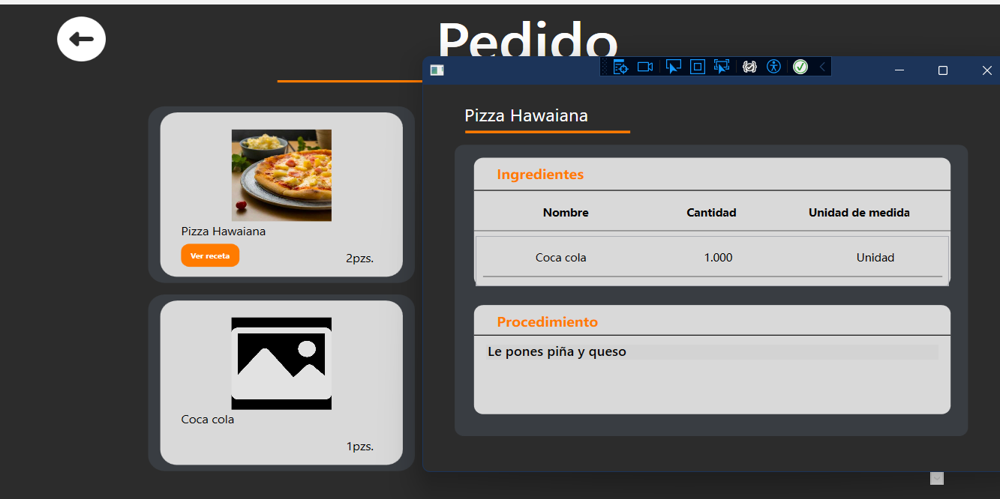 Pedido
Pizza Hawaiana
Ver receta
2pzs.
Coca cola
1pzs.
Pizza Hawaiana
Ingredientes
Nombre Cantidad Unidad de medida
Coca cola 1.000 Unidad
Procedimiento
Le pones piña y queso